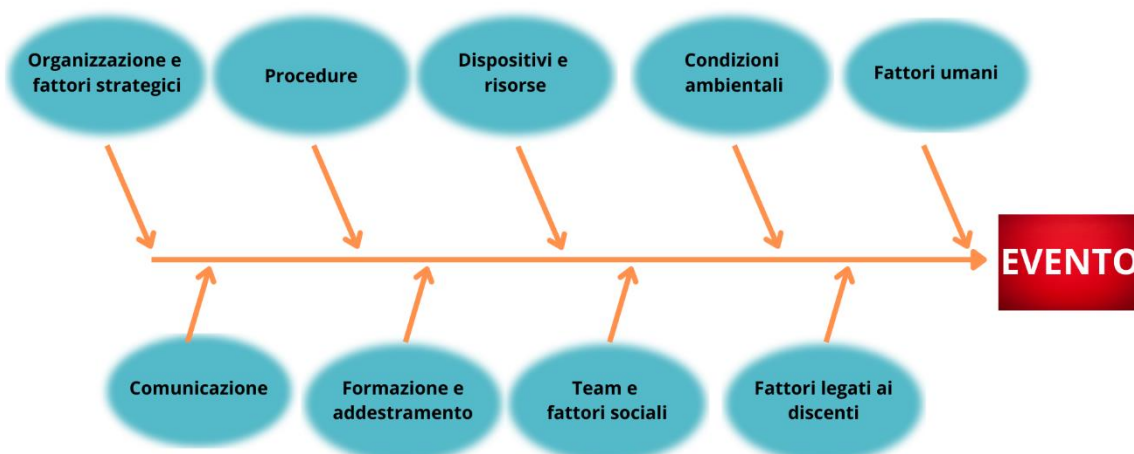 Organizzazione e
fattori strategici
Procedure
Dispositivi e
risorse
Condizioni
ambientali
Fattori umani
EVENTO
Comunicazione
Formazione e
addestramento
Team e
fattori sociali
Fattori legati ai
discenti